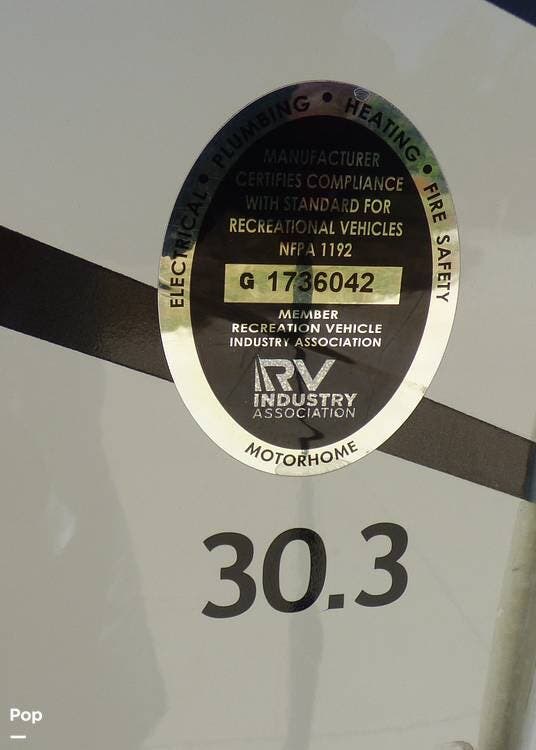 ELECTRICAL • PLUMBING • HEATING • FIRE SAFETY
MANUFACTURER
CERTIFIES COMPLIANCE
WITH STANDARD FOR
RECREATIONAL VEHICLES
NFPA 1192
G 1736042
MEMBER
RECREATION VEHICLE
INDUSTRY ASSOCIATION
RV
INDUSTRY
ASSOCIATION
MOTORHOME
30.3
Pop